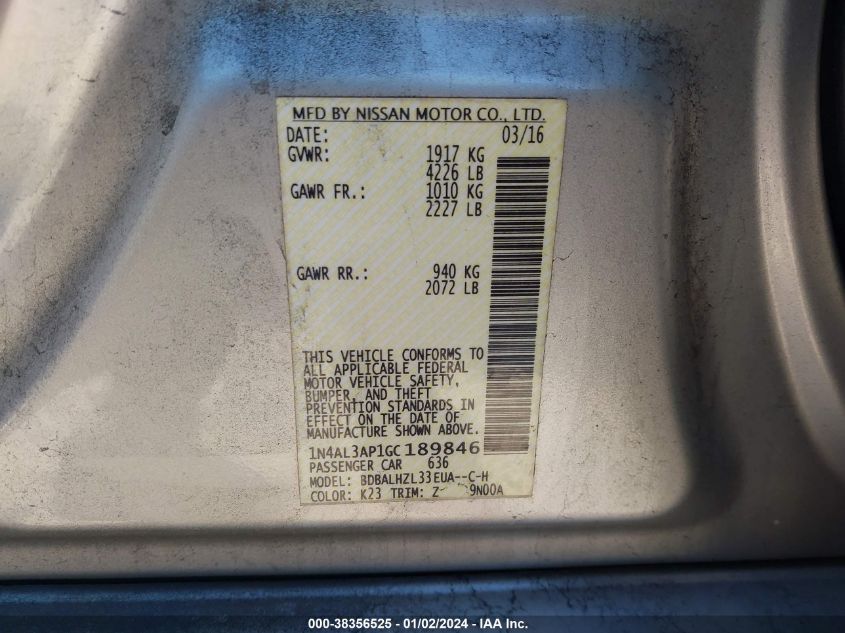 MFD BY NISSAN MOTOR CO., LTD.
DATE: 03/16
GVWR: 1917 KG
4226 LB
GAWR FR.: 1010 KG
2227 LB
GAWR RR.: 940 KG
2072 LB
THIS VEHICLE CONFORMS TO
ALL APPLICABLE FEDERAL
MOTOR VEHICLE SAFETY,
BUMPER, AND THEFT
PREVENTION STANDARDS IN
EFFECT ON THE DATE OF
MANUFACTURE SHOWN ABOVE.
1N4AL3AP1GC189846
PASSENGER CAR 636
MODEL: BDBALHZL33EUA--C-H
COLOR: K23 TRIM: Z 9N00A
000-38356525 - 01/02/2024 - IAA Inc.